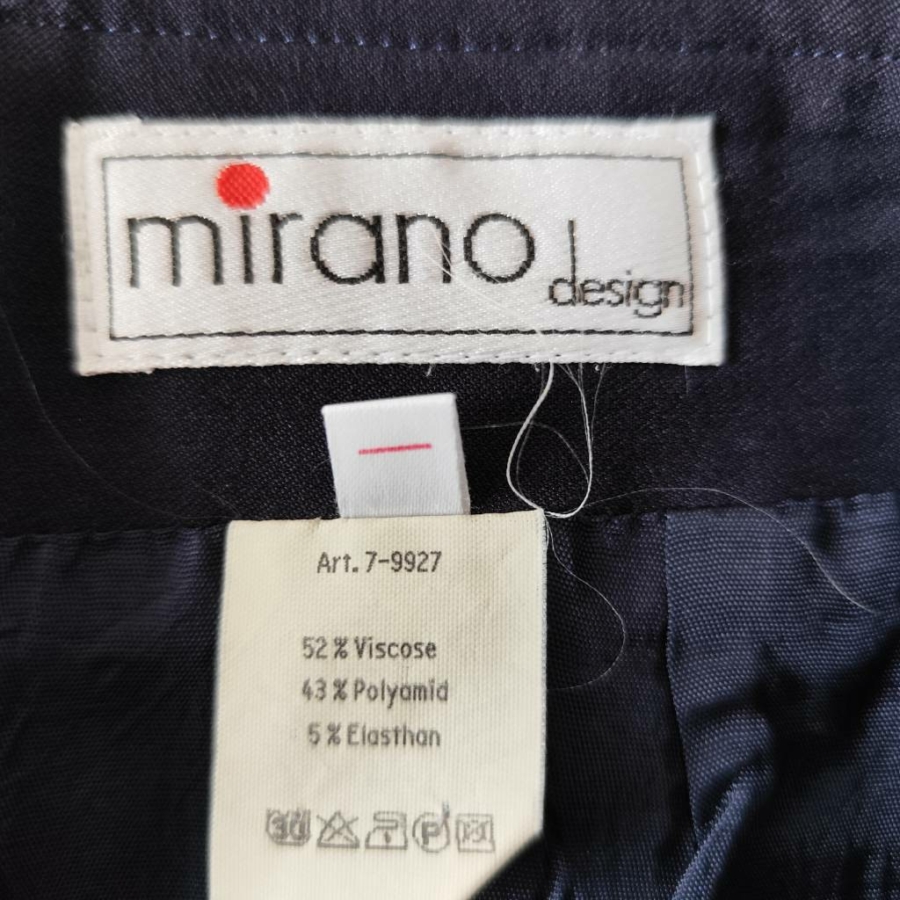 mirano
design
Art. 7-9927
52 % Viscose
43 % Polyamid
5 % Elasthan
P